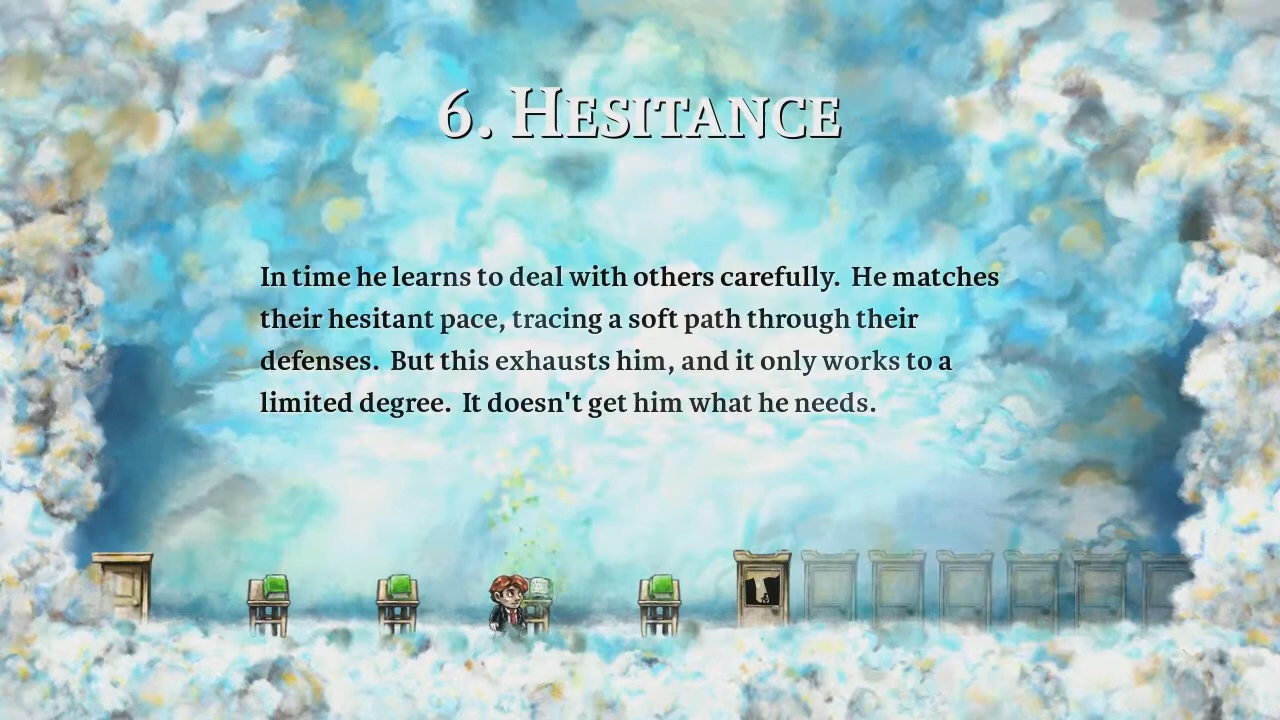 6. HESITANCE
In time he learns to deal with others carefully.  He matches
their hesitant pace, tracing a soft path through their
defenses.  But this exhausts him, and it only works to a
limited degree.  It doesn't get him what he needs.